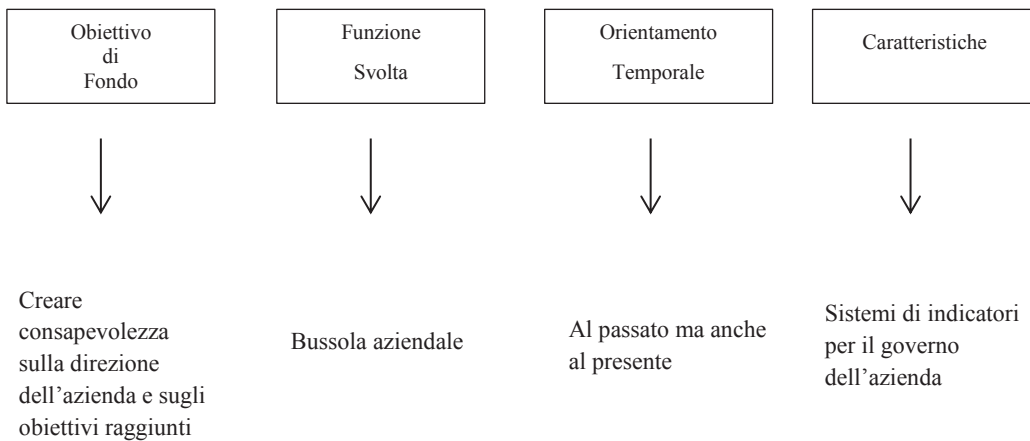 Obiettivo
di
Fondo
Funzione
Svolta
Orientamento
Temporale
Caratteristiche
Creare
consapevolezza
sulla direzione
dell’azienda e sugli
obiettivi raggiunti
Bussola aziendale
Al passato ma anche
al presente
Sistemi di indicatori
per il governo
dell’azienda